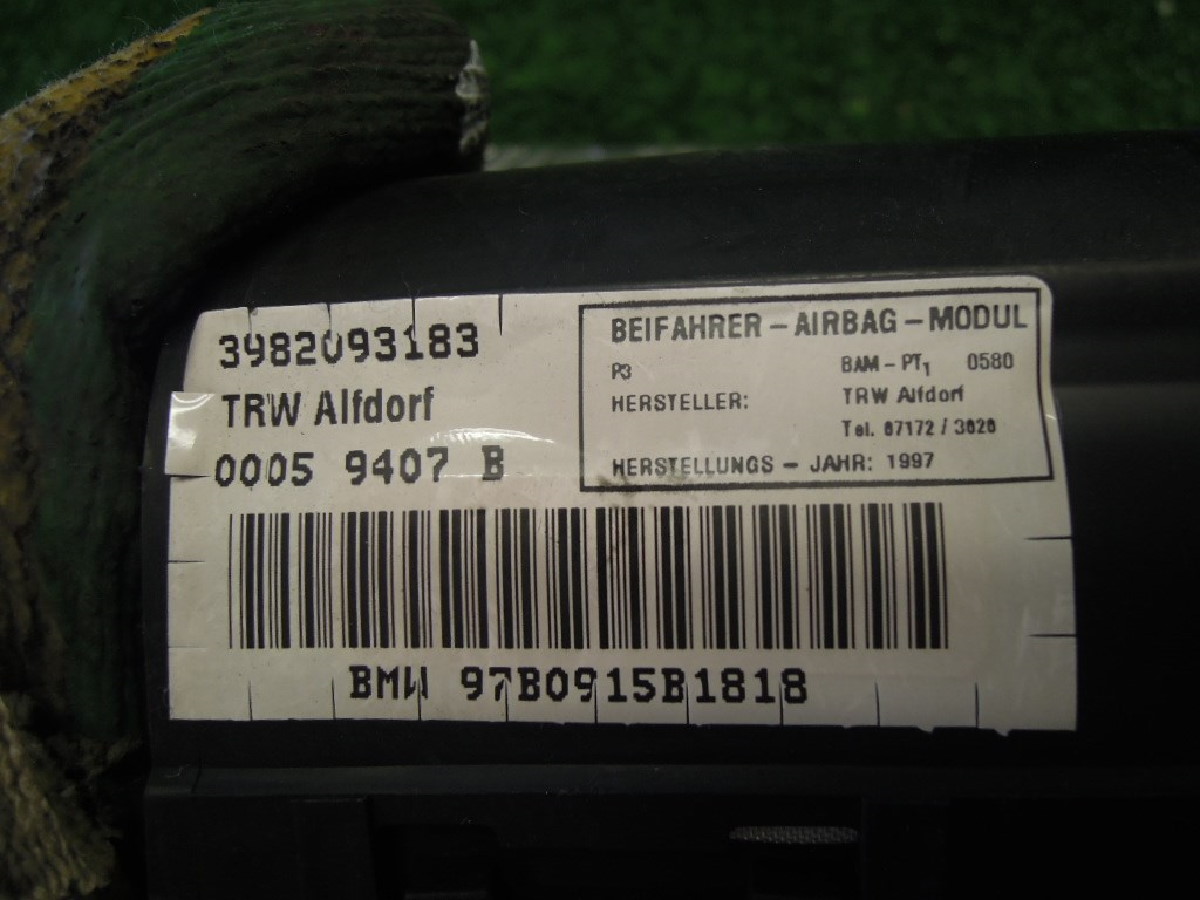 3982093183
TRW Alfdorf
0005 9407 B
BEIFAHRER - AIRBAG - MODUL
P3 BAM - PT1 0580
HERSTELLER: TRW Alfdorf
Tel. 07172 / 3020
HERSTELLUNGS - JAHR: 1997
BMW 97B0915B1818